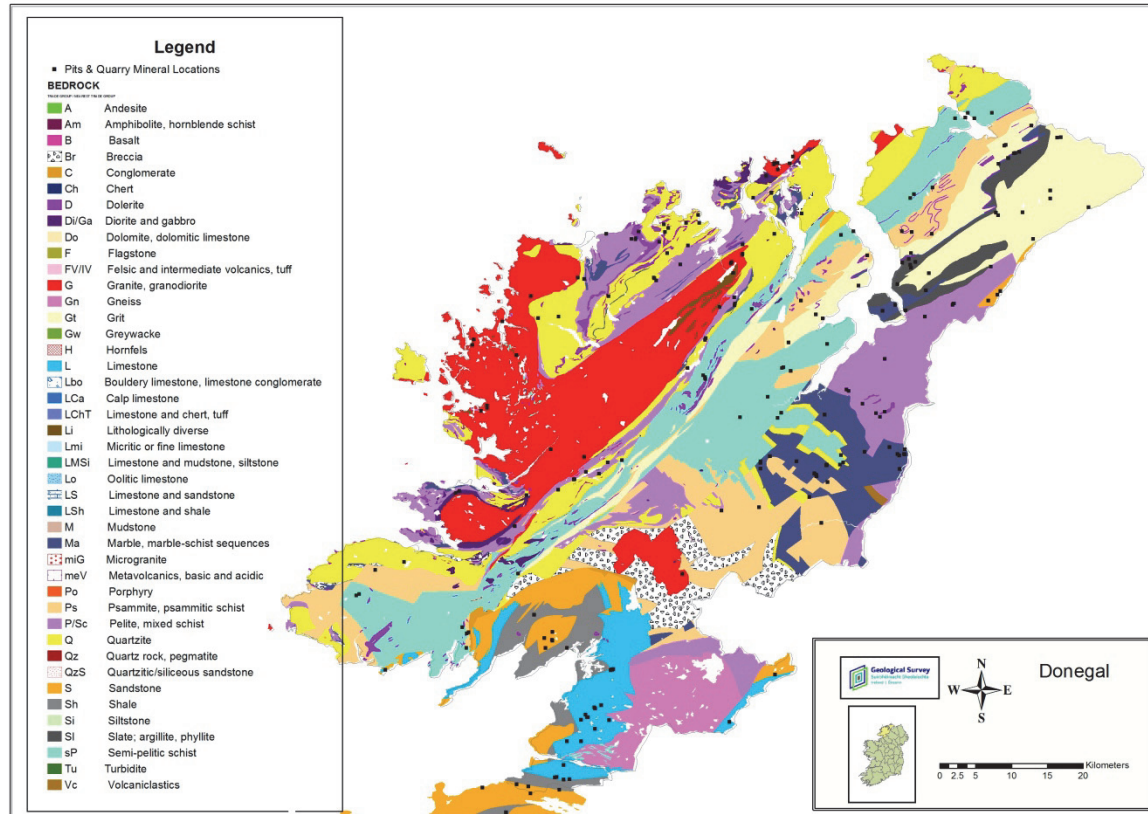 Legend
Pits & Quarry Mineral Locations
BEDROCK
A Andesite
Am Amphibolite, hornblende schist
B Basalt
Br Breccia
C Conglomerate
Ch Chert
D Dolerite
Di/Ga Diorite and gabbro
Do Dolomite, dolomitic limestone
F Flagstone
FV/IV Felsic and intermediate volcanics, tuff
G Granite, granodiorite
Gn Gneiss
Gt Grit
Gw Greywacke
H Hornfels
L Limestone
Lbo Bouldery limestone, limestone conglomerate
LCa Calp limestone
LChT Limestone and chert, tuff
Li Lithologically diverse
Lmi Micritic or fine limestone
LMSi Limestone and mudstone, siltstone
Lo Oolitic limestone
LS Limestone and sandstone
LSh Limestone and shale
M Mudstone
Ma Marble, marble-schist sequences
miG Microgranite
meV Metavolcanics, basic and acidic
Po Porphyry
Ps Psammite, psammitic schist
P/Sc Pelite, mixed schist
Q Quartzite
Qz Quartz rock, pegmatite
QzS Quartzitic/siliceous sandstone
S Sandstone
Sh Shale
Si Siltstone
Sl Slate; argillite, phyllite
sP Semi-pelitic schist
Tu Turbidite
Vc Volcaniclastics
Geological Survey
N
W E
S
Donegal
Kilometers
0 2.5 5 10 15 20